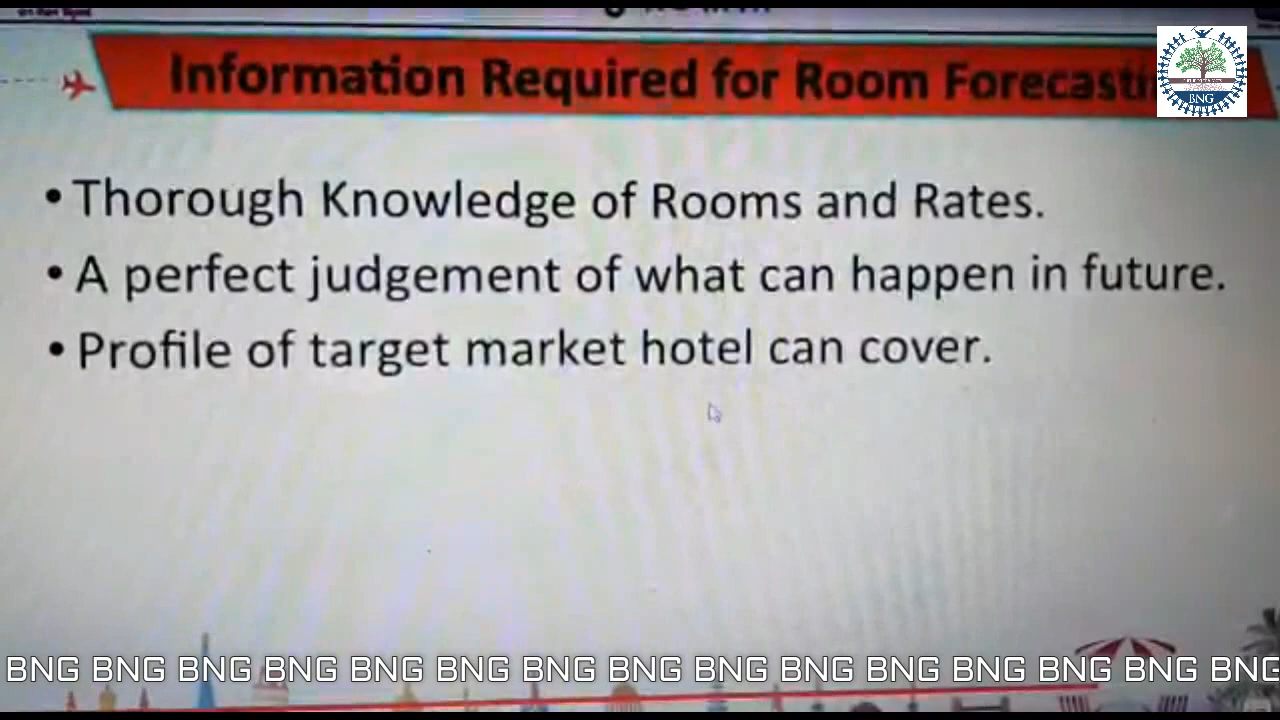 Information Required for Room Forecasti
BNG
• Thorough Knowledge of Rooms and Rates.
• A perfect judgement of what can happen in future.
• Profile of target market hotel can cover.
BNG BNG BNG BNG BNG BNG BNG BNG BNG BNG BNG BNG BNG BNG BNG